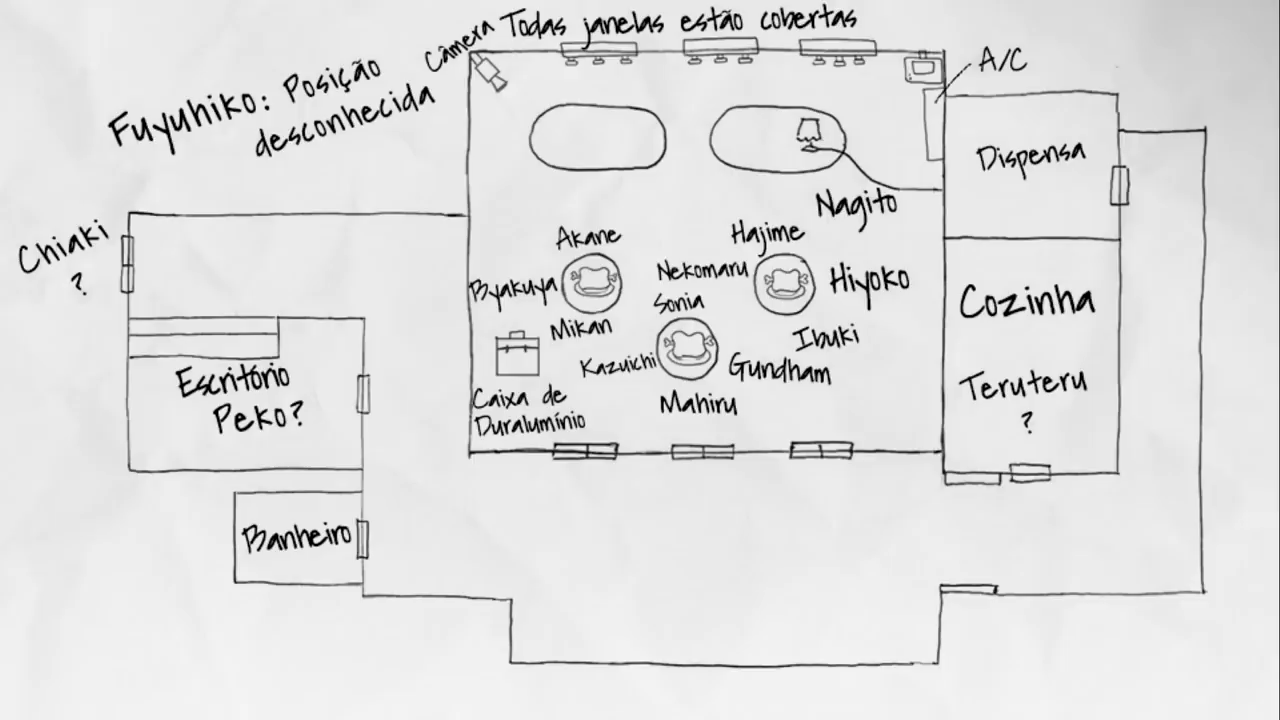 Todas janelas estão cobertas
Câmera
A/C
Fuyuhiko: Posição
desconhecida
Dispensa
Nagito
Chiaki
?
Akane
Hajime
Byakuya
Nekomaru
Hiyoko
Sonia
Mikan
Cozinha
Ibuki
Kazuichi
Gundham
Teruteru
?
Escritório
Peko?
Caixa de
Duralumínio
Mahiru
Banheiro